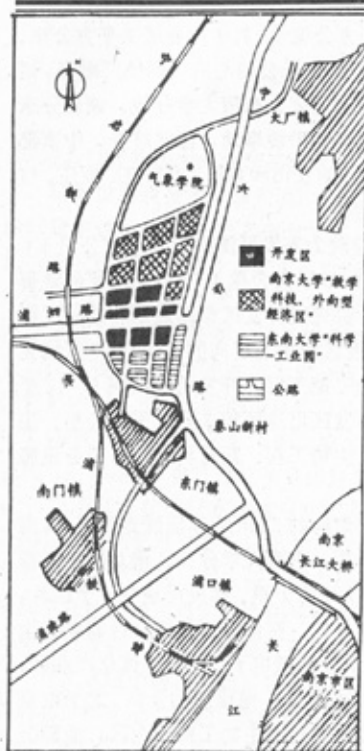 大厂镇
气象学院
开发区
南京大学“教学
科技、外向型
经济区”
东南大学“科学
-工业园”
公路
浦泗路
泰山新村
东门镇
南门镇
浦口镇
南京
长江大桥
南京市区
长
江